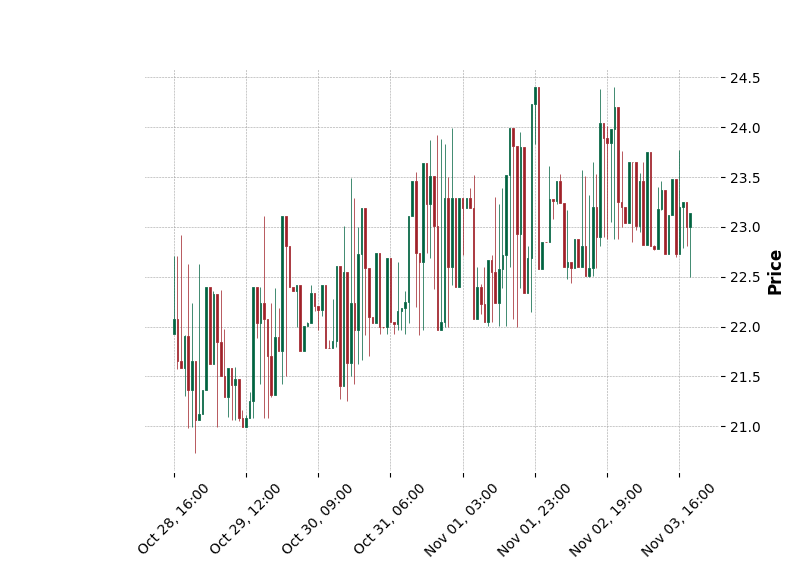 24.5
24.0
23.5
23.0
22.5
22.0
21.5
21.0
Price
Oct 28, 16:00
Oct 29, 12:00
Oct 30, 09:00
Oct 31, 06:00
Nov 01, 03:00
Nov 01, 23:00
Nov 02, 19:00
Nov 03, 16:00